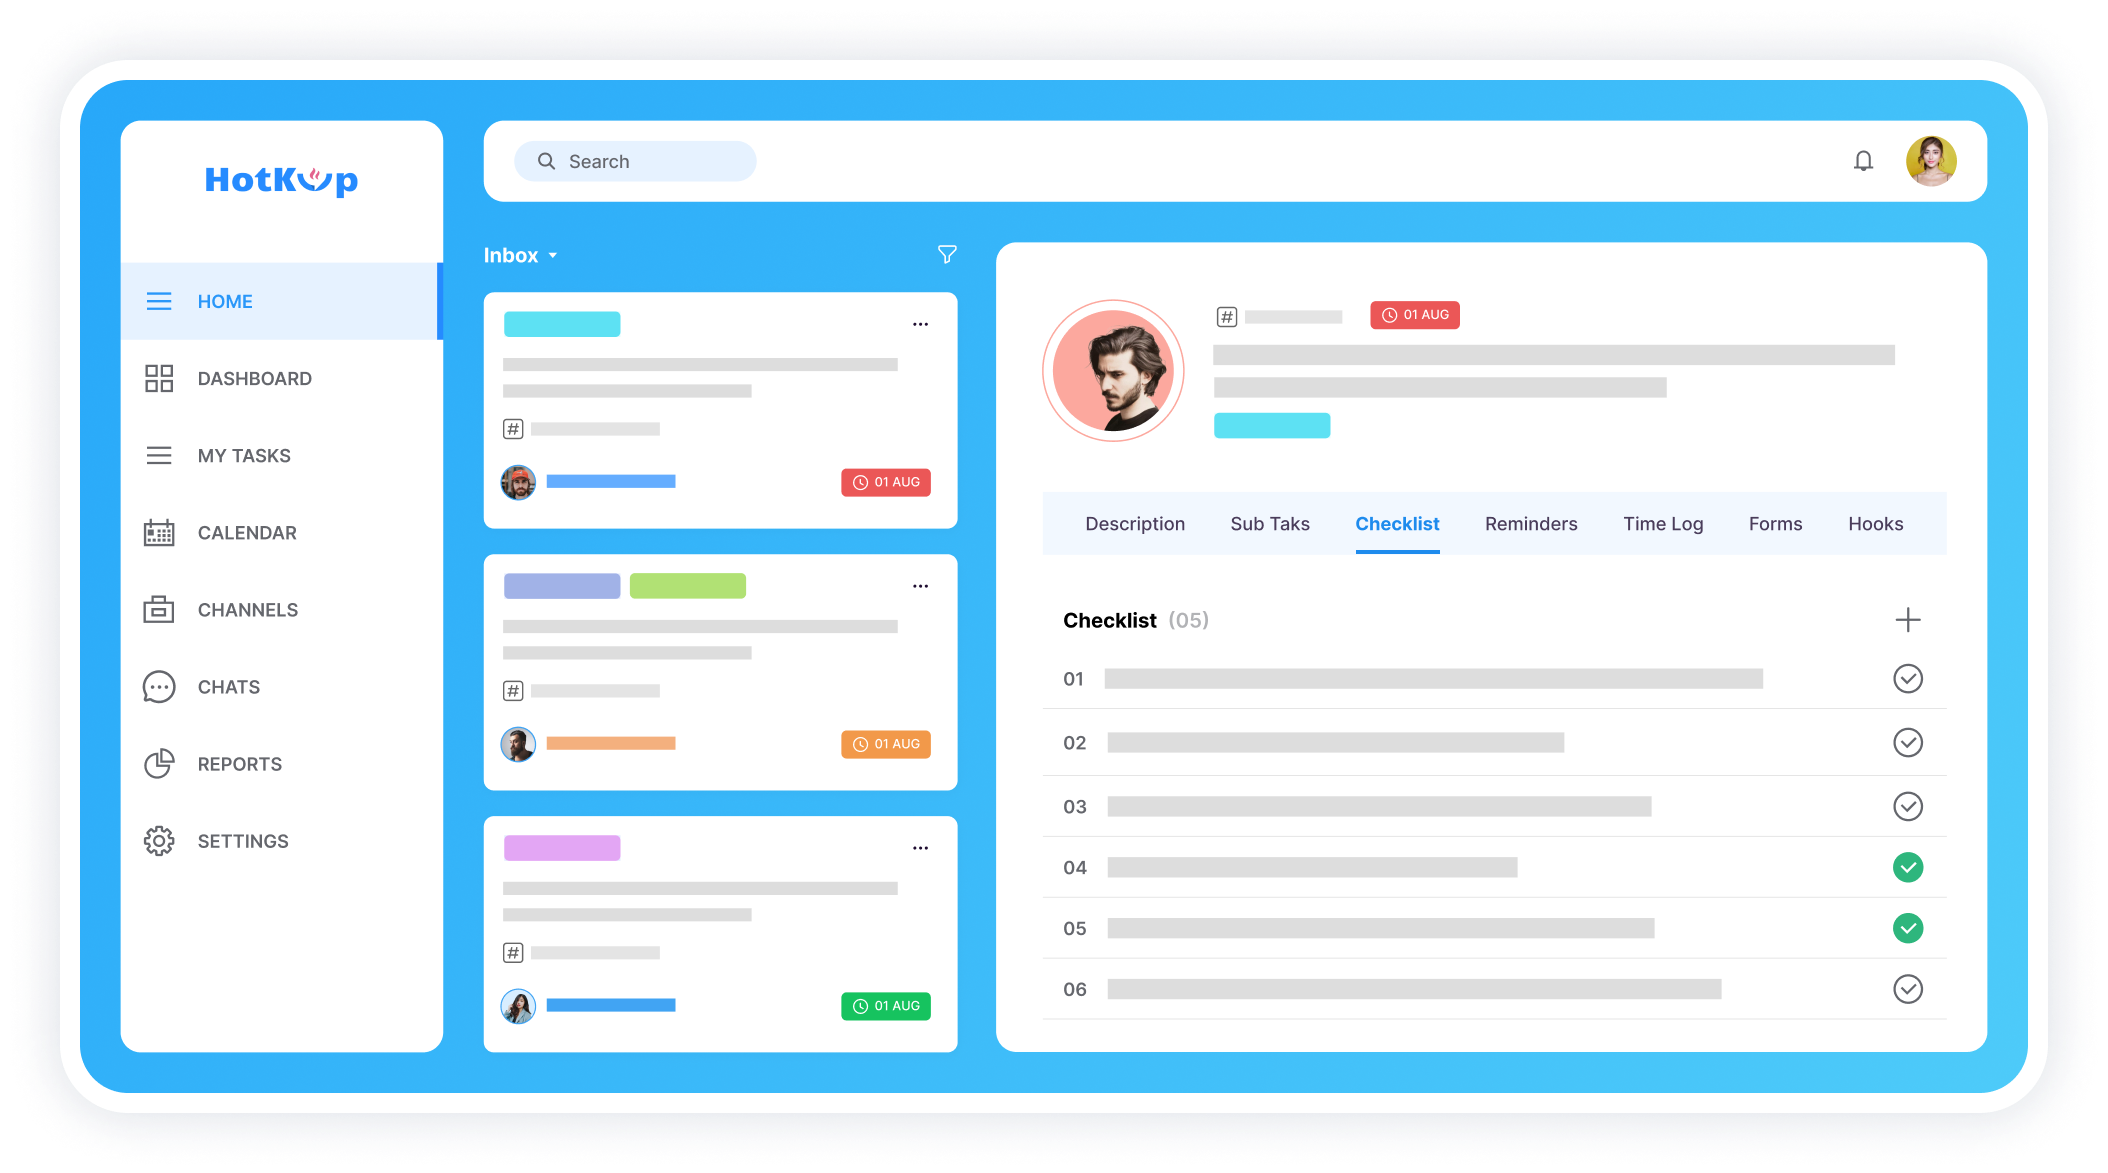 HotKup
Search
HOME
DASHBOARD
MY TASKS
CALENDAR
CHANNELS
CHATS
REPORTS
SETTINGS
Inbox
# 
01 AUG
#
01 AUG
#
01 AUG
# 01 AUG
Description Sub Taks Checklist Reminders Time Log Forms Hooks
Checklist (05)
01
02
03
04
05
06